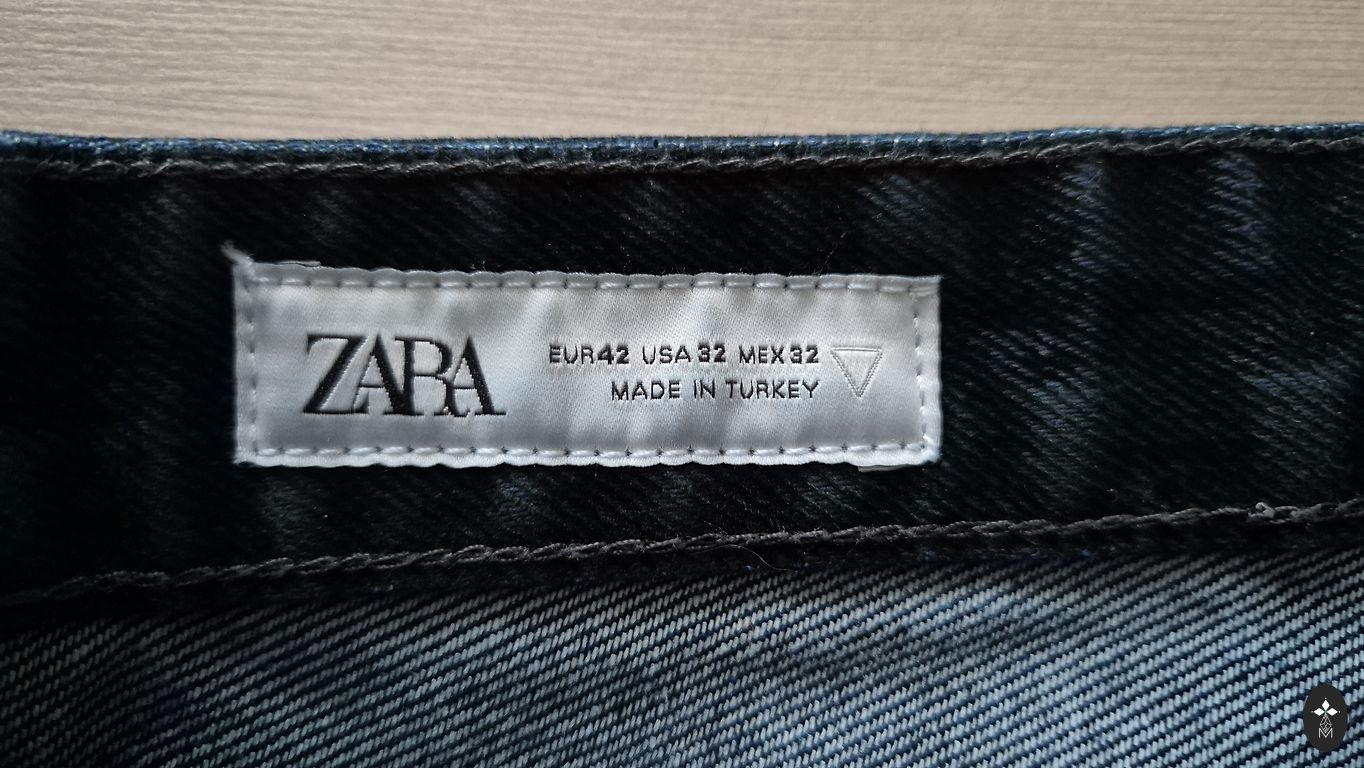 ZARA
EUR42 USA32 MEX32
MADE IN TURKEY
M